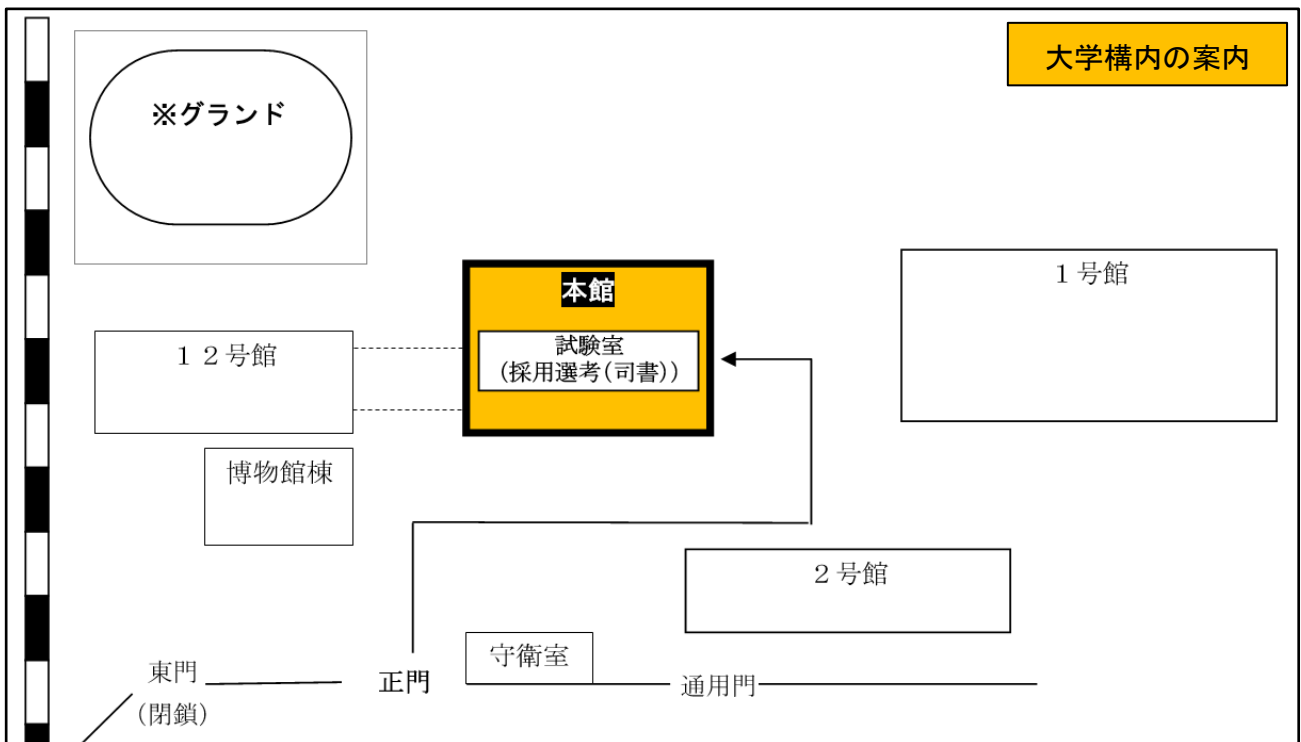 大学構内の案内
※グランド
本館
試験室
(採用選考(司書))
1号館
12号館
博物館棟
2号館
守衛室
東門
(閉鎖)
正門
通用門